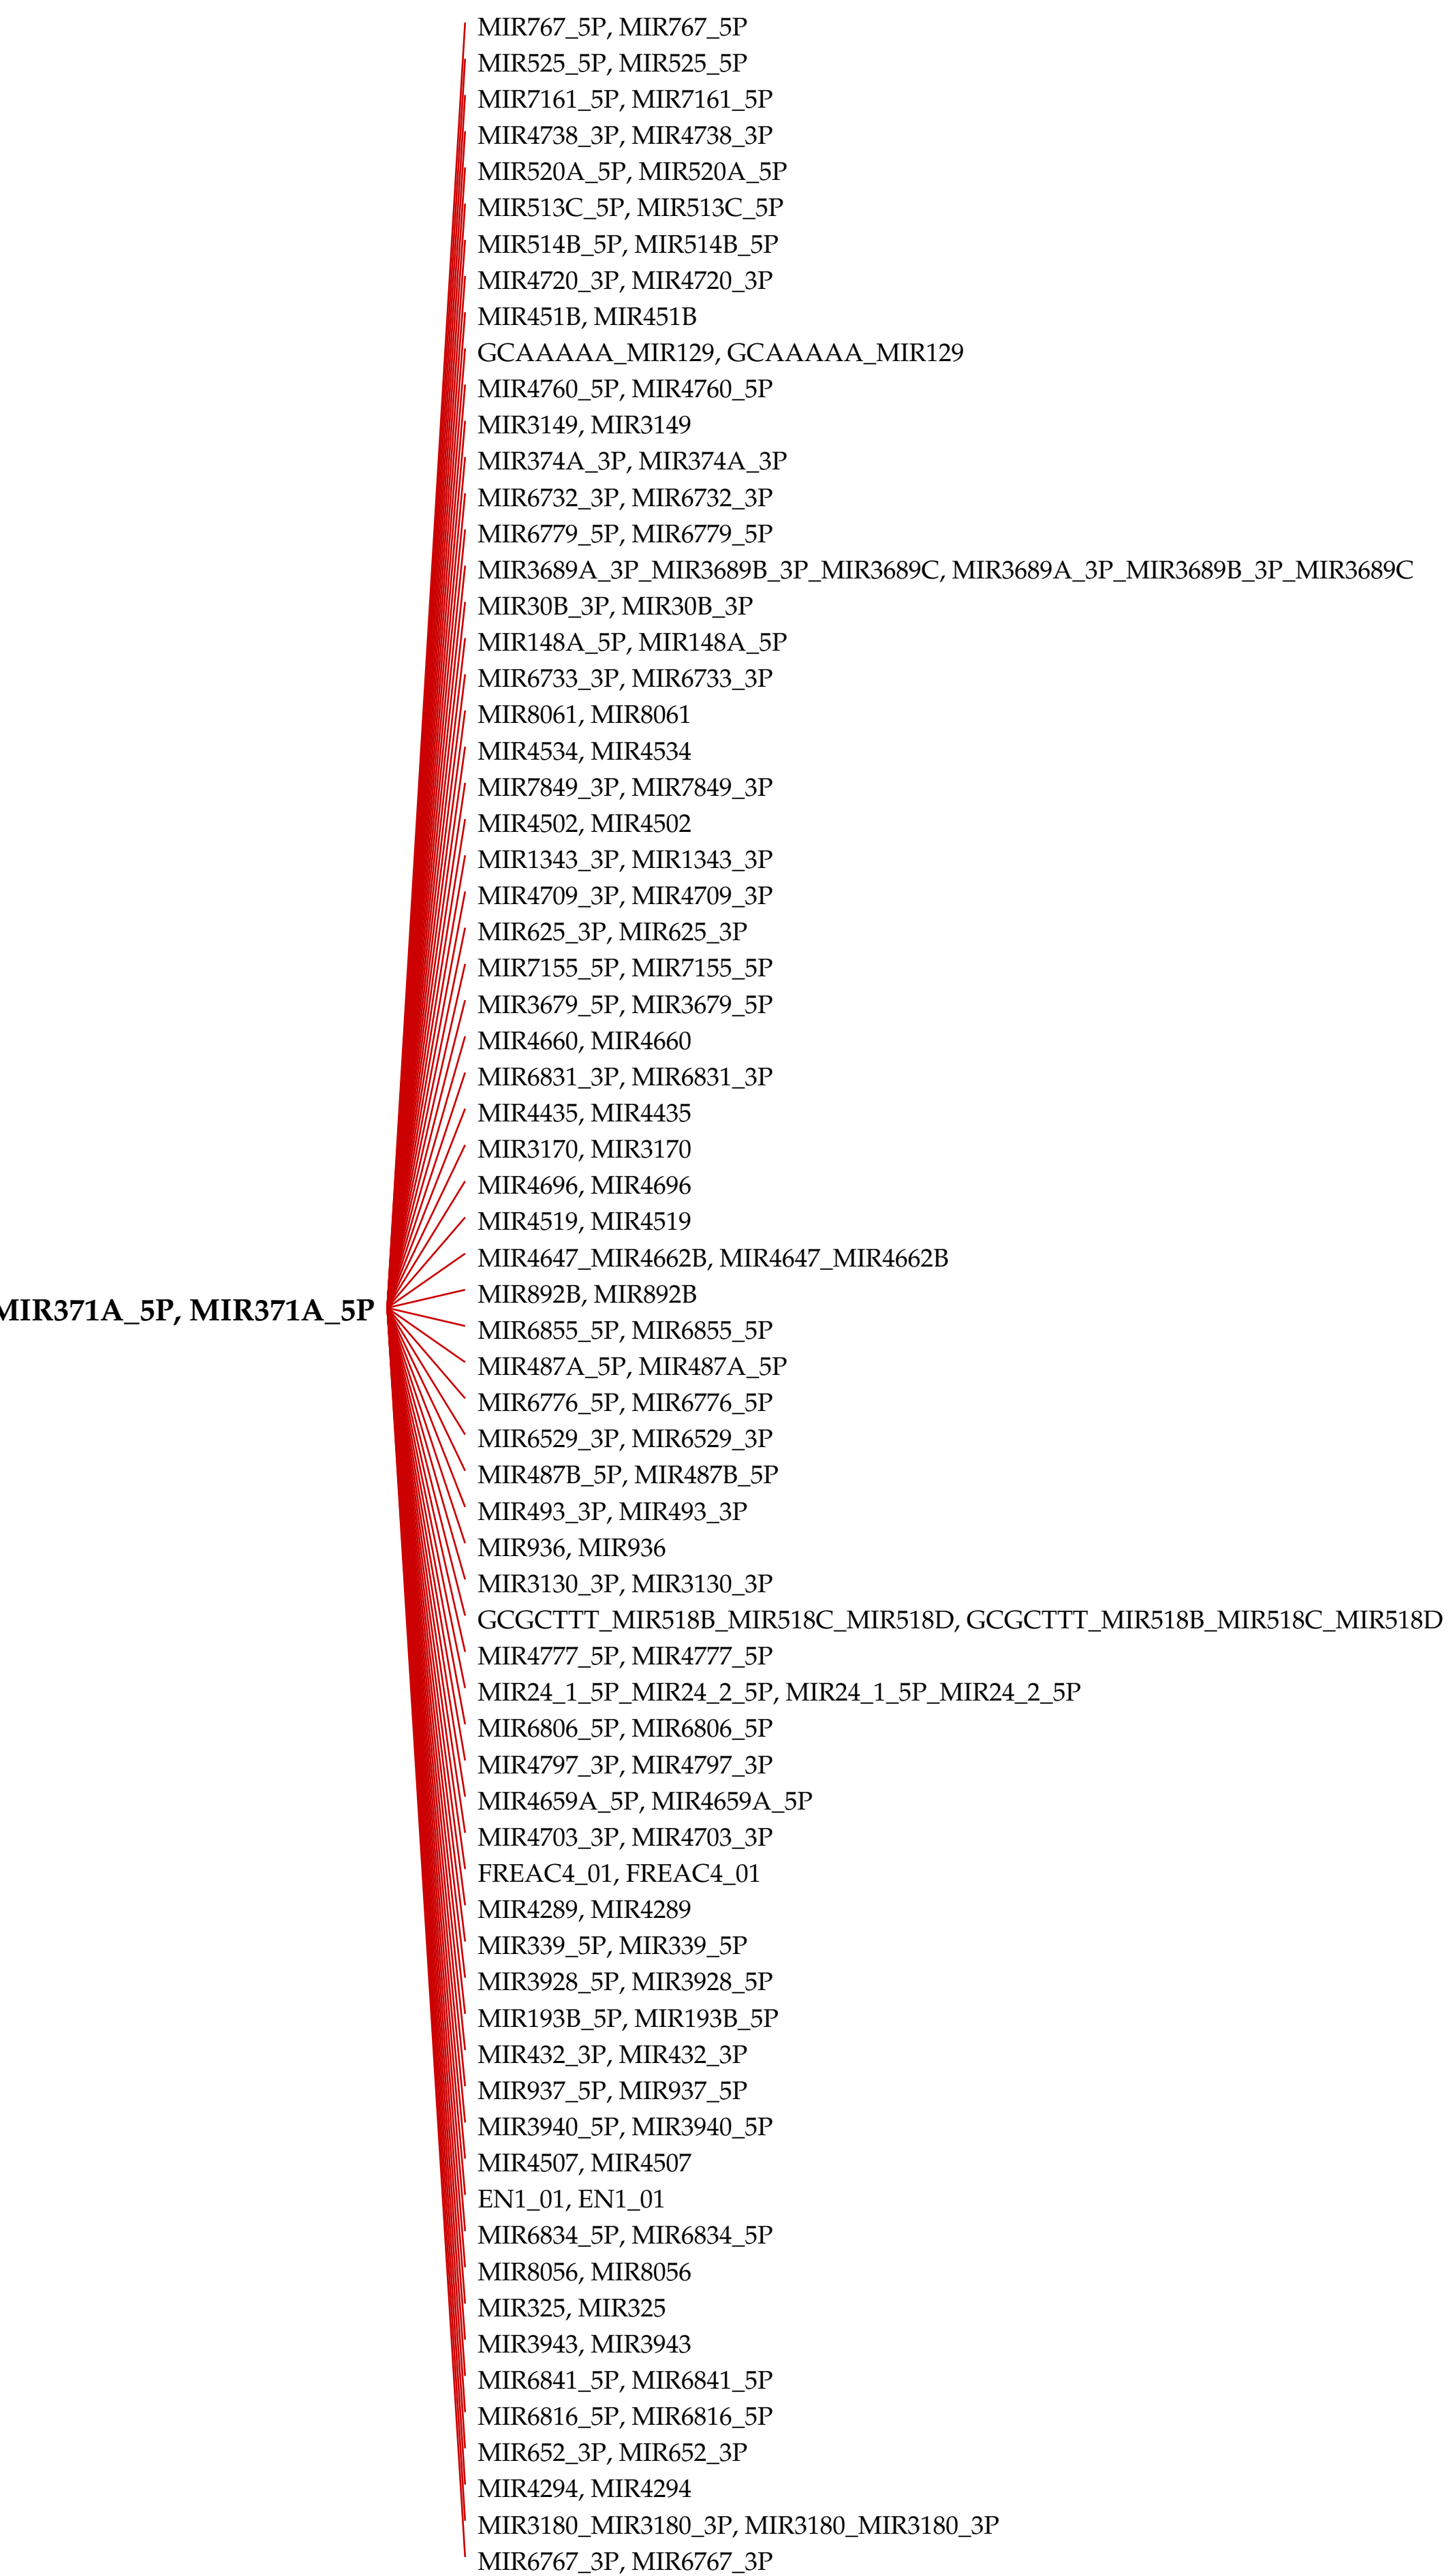 MIR767_5P, MIR767_5P
MIR525_5P, MIR525_5P
MIR7161_5P, MIR7161_5P
MIR4738_3P, MIR4738_3P
MIR520A_5P, MIR520A_5P
MIR513C_5P, MIR513C_5P
MIR514B_5P, MIR514B_5P
MIR4720_3P, MIR4720_3P
MIR451B, MIR451B
GCAAAAA_MIR129, GCAAAAA_MIR129
MIR4760_5P, MIR4760_5P
MIR3149, MIR3149
MIR374A_3P, MIR374A_3P
MIR6732_3P, MIR6732_3P
MIR6779_5P, MIR6779_5P
MIR3689A_3P_MIR3689B_3P_MIR3689C, MIR3689A_3P_MIR3689B_3P_MIR3689C
MIR30B_3P, MIR30B_3P
MIR148A_5P, MIR148A_5P
MIR6733_3P, MIR6733_3P
MIR8061, MIR8061
MIR4534, MIR4534
MIR7849_3P, MIR7849_3P
MIR4502, MIR4502
MIR1343_3P, MIR1343_3P
MIR4709_3P, MIR4709_3P
MIR625_3P, MIR625_3P
MIR7155_5P, MIR7155_5P
MIR3679_5P, MIR3679_5P
MIR4660, MIR4660
MIR6831_3P, MIR6831_3P
MIR4435, MIR4435
MIR3170, MIR3170
MIR4696, MIR4696
MIR4519, MIR4519
MIR4647_MIR4662B, MIR4647_MIR4662B
MIR892B, MIR892B
MIR371A_5P, MIR371A_5P
MIR6855_5P, MIR6855_5P
MIR487A_5P, MIR487A_5P
MIR6776_5P, MIR6776_5P
MIR6529_3P, MIR6529_3P
MIR487B_5P, MIR487B_5P
MIR493_3P, MIR493_3P
MIR936, MIR936
MIR3130_3P, MIR3130_3P
GCGCTTT_MIR518B_MIR518C_MIR518D, GCGCTTT_MIR518B_MIR518C_MIR518D
MIR4777_5P, MIR4777_5P
MIR24_1_5P_MIR24_2_5P, MIR24_1_5P_MIR24_2_5P
MIR6806_5P, MIR6806_5P
MIR4797_3P, MIR4797_3P
MIR4659A_5P, MIR4659A_5P
MIR4703_3P, MIR4703_3P
FREAC4_01, FREAC4_01
MIR4289, MIR4289
MIR339_5P, MIR339_5P
MIR3928_5P, MIR3928_5P
MIR193B_5P, MIR193B_5P
MIR432_3P, MIR432_3P
MIR937_5P, MIR937_5P
MIR3940_5P, MIR3940_5P
MIR4507, MIR4507
EN1_01, EN1_01
MIR6834_5P, MIR6834_5P
MIR8056, MIR8056
MIR325, MIR325
MIR3943, MIR3943
MIR6841_5P, MIR6841_5P
MIR6816_5P, MIR6816_5P
MIR652_3P, MIR652_3P
MIR4294, MIR4294
MIR3180_MIR3180_3P, MIR3180_MIR3180_3P
MIR6767_3P, MIR6767_3P